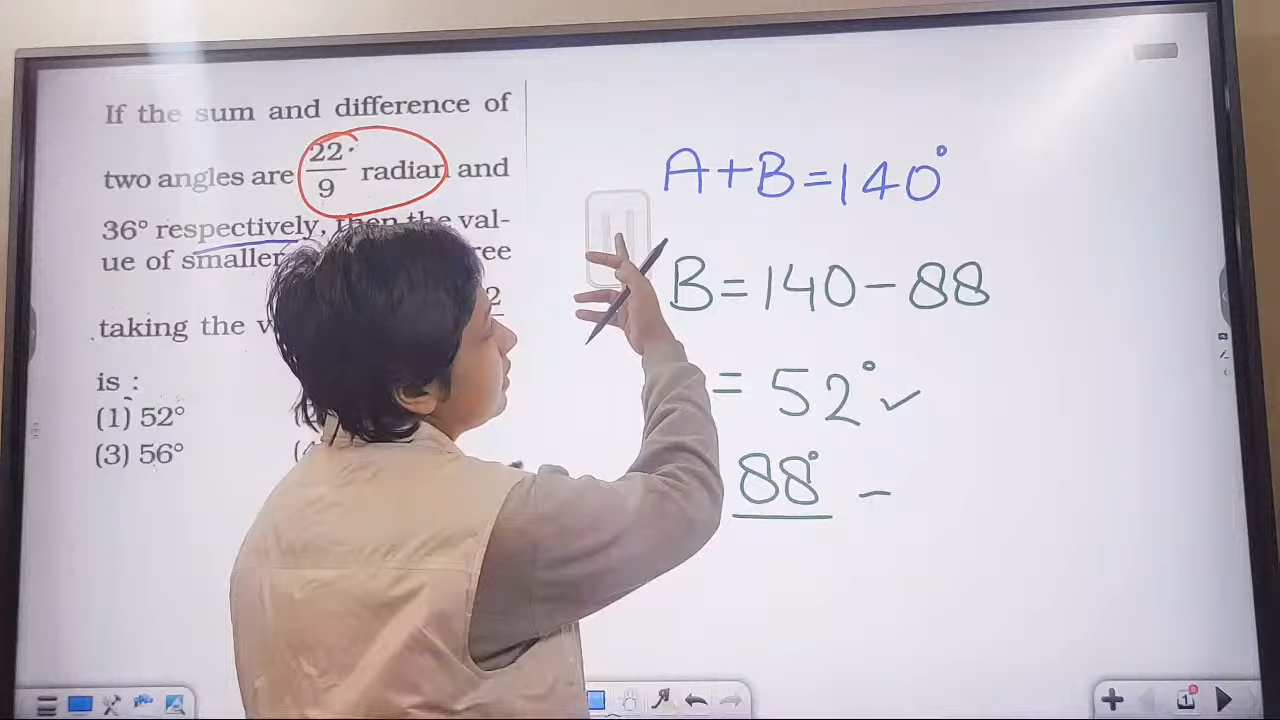 If the sum and difference of
two angles are 22/9 radian and
36° respectively, then the val-
ue of smaller ree
taking the
is :
(1) 52°
(3) 56°
A+B=140°
B=140-88
= 52° ✓
88° -